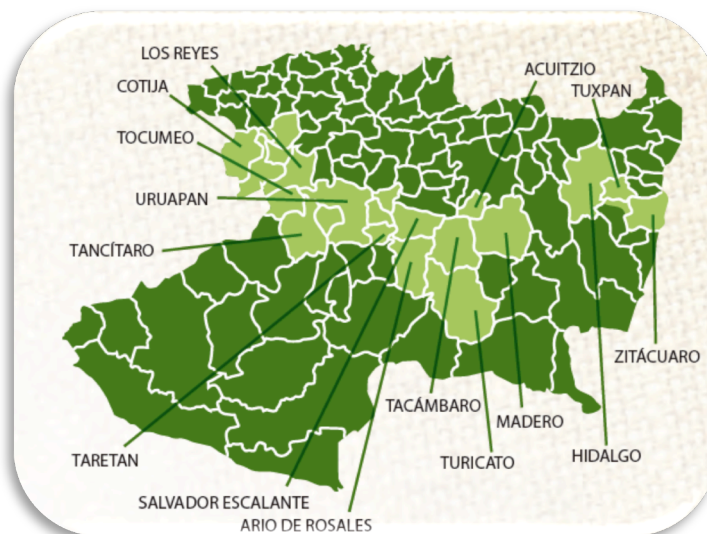 LOS REYES
ACUITZIO
COTIJA
TUXPAN
TOCUMEO
URUAPAN
TANCÍTARO
ZITÁCUARO
TACÁMBARO
MADERO
TARETAN
TURICATO
HIDALGO
SALVADOR ESCALANTE
ARIO DE ROSALES